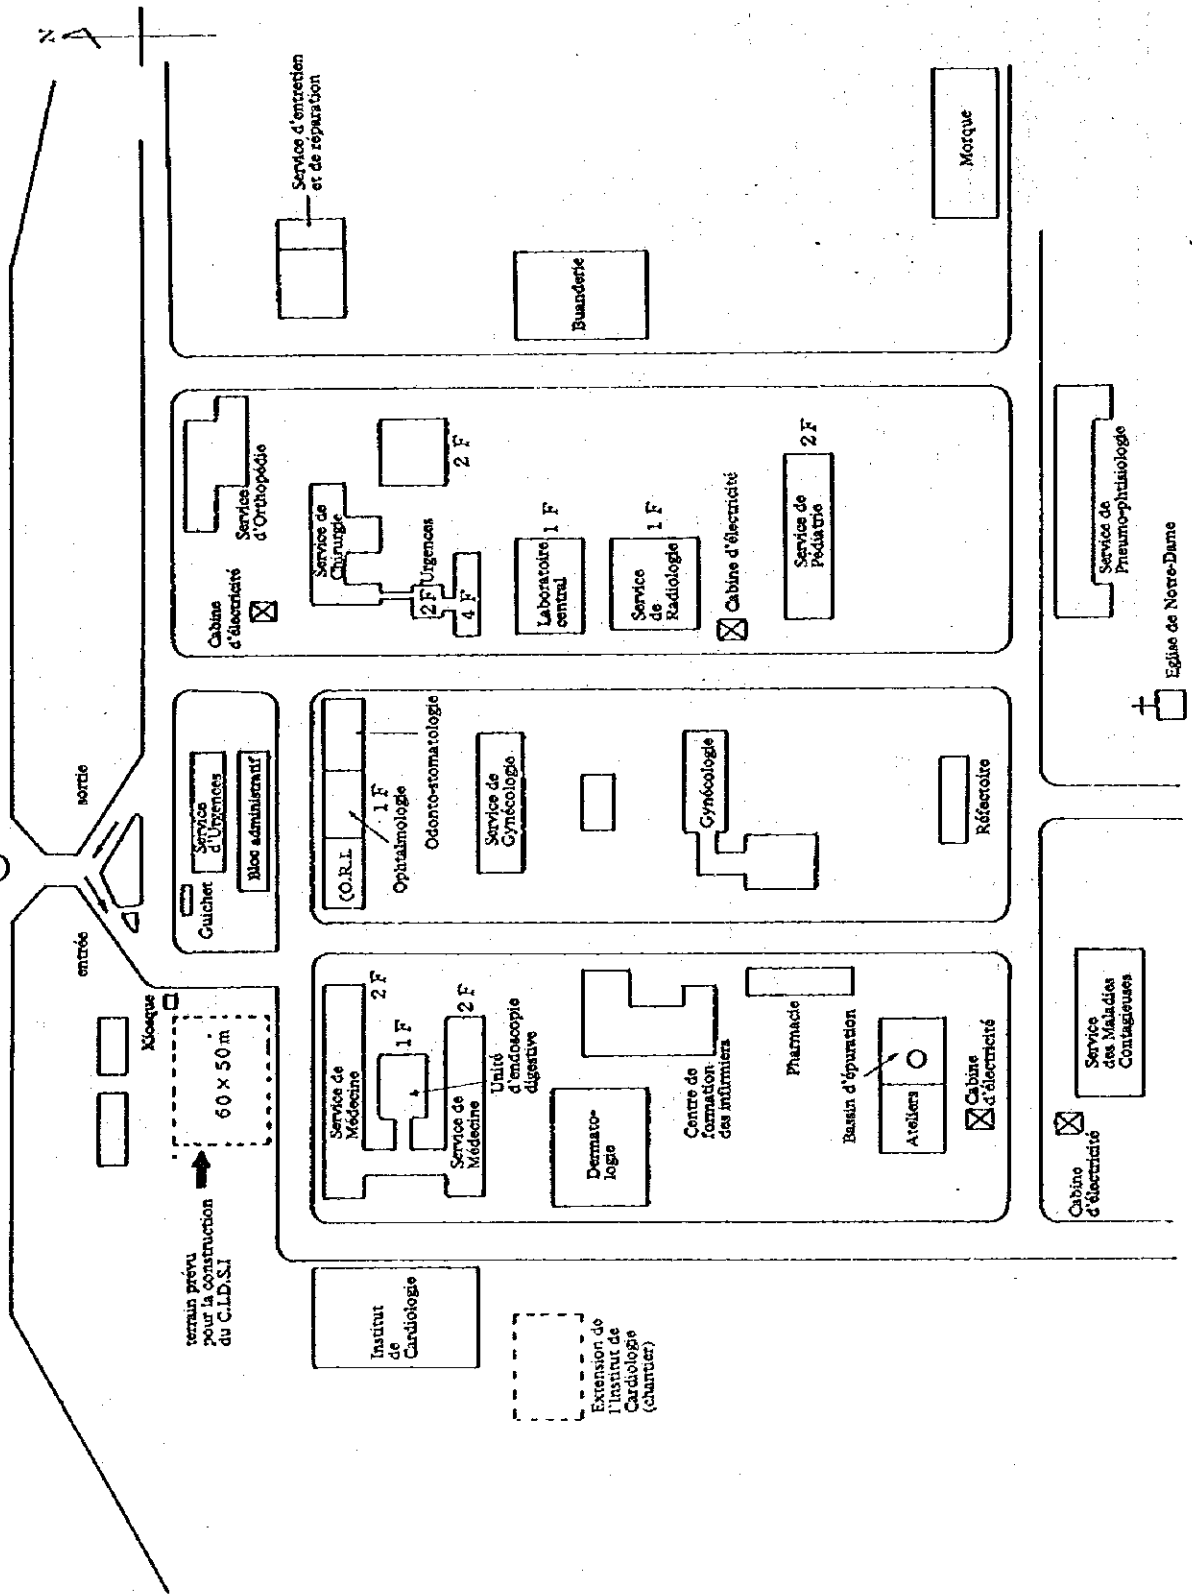 N
entrée
sortie
Kiosque
60 × 50 m
terrain prévu
pour la construction
du C.I.D.S.I
Guichet
Service
d'Urgences
Bloc administratif
Cabine
d'électricité
Service
d'Orthopédie
Service d'entretien
et de réparation
Institut
de
Cardiologie
Extension de
l'Institut de
Cardiologie
(chantier)
Service de
Médecine
2 F
1 F
2 F
Service de
Médecine
Unité
d'endoscopie
digestive
Dermato-
logie
Centre de
formation
des infirmiers
Pharmacie
Bassin d'épuration
Ateliers
Cabine
d'électricité
(O.R.L
1 F
Ophtalmologie
Odonto-stomatologie
Service de
Gynécologie
Gynécologie
Réfectoire
Service de
Chirurgie
2 F
2 F
Urgences
4 F
Laboratoire
central
1 F
Service
de
Radiologie
1 F
Cabine d'électricité
Service de
Pédiatrie
2 F
Buanderie
Morque
Cabine
d'électricité
Service
des Maladies
Contagieuses
Eglise de Notre-Dame
Service de
Pneumo-phtisiologie